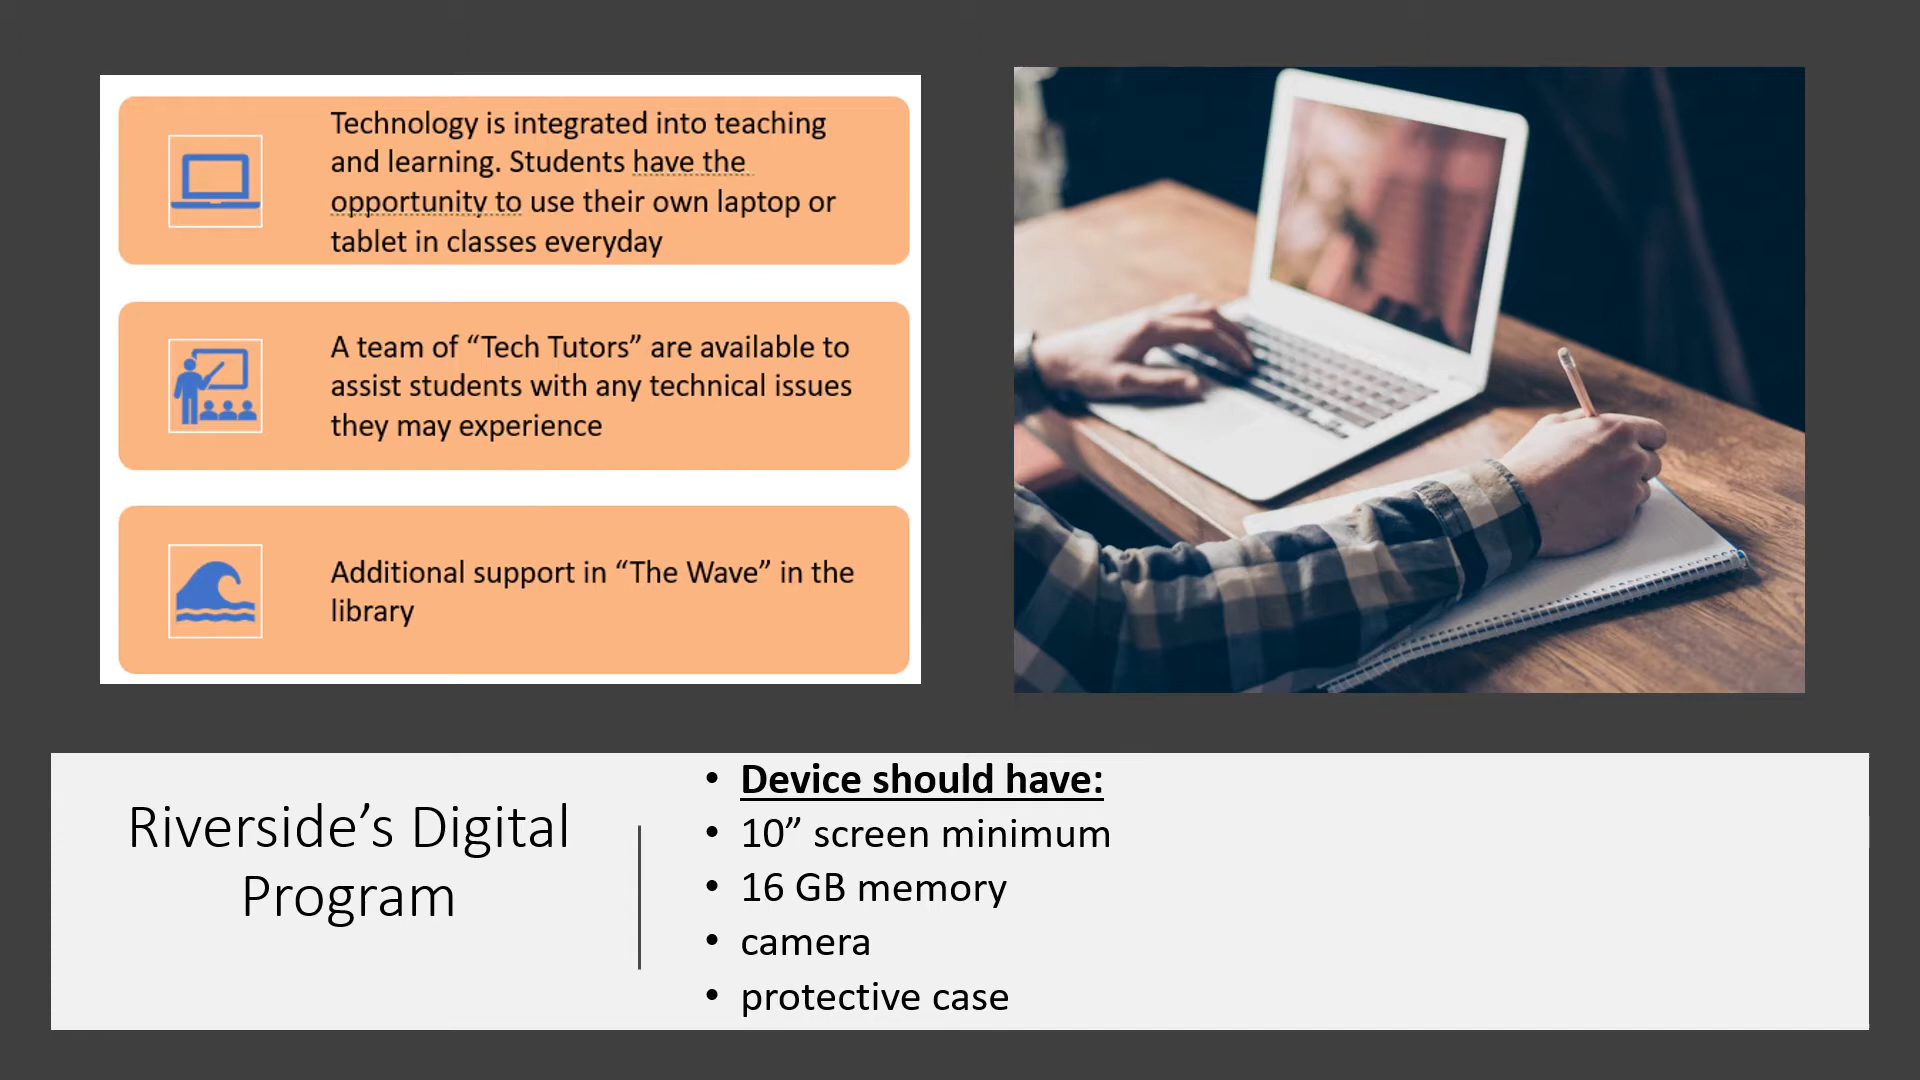 Technology is integrated into teaching
and learning. Students have the
opportunity to use their own laptop or
tablet in classes everyday
A team of “Tech Tutors” are available to
assist students with any technical issues
they may experience
Additional support in “The Wave” in the
library
Riverside’s Digital
Program
• Device should have:
• 10” screen minimum
• 16 GB memory
• camera
• protective case